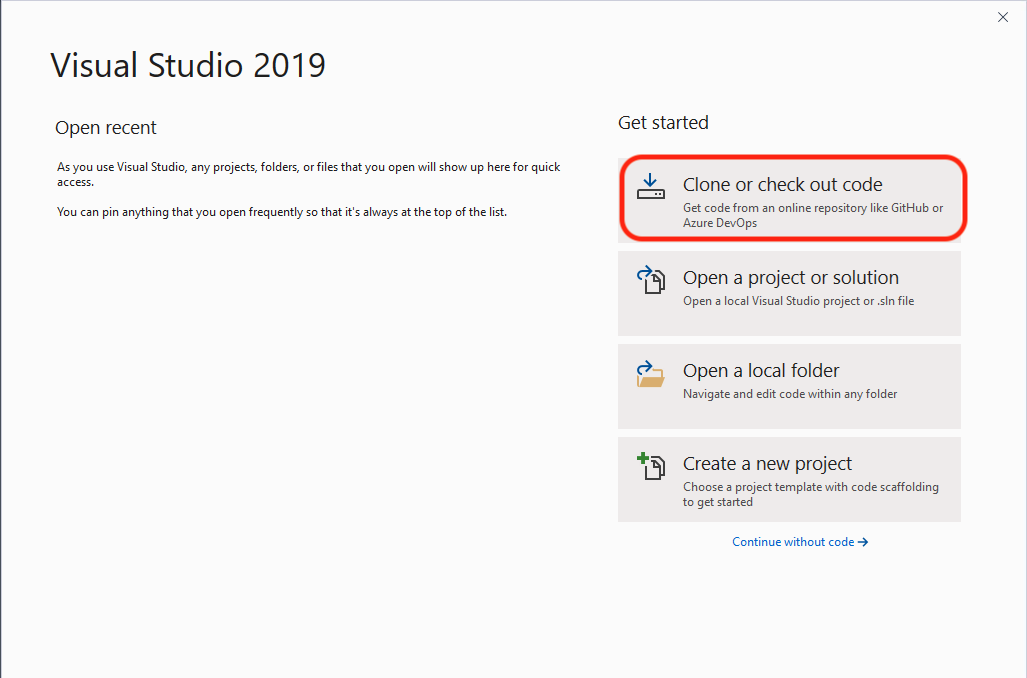 Visual Studio 2019
Open recent
As you use Visual Studio, any projects, folders, or files that you open will show up here for quick
access.
You can pin anything that you open frequently so that it's always at the top of the list.
Get started
Clone or check out code
Get code from an online repository like GitHub or
Azure DevOps
Open a project or solution
Open a local Visual Studio project or .sln file
Open a local folder
Navigate and edit code within any folder
Create a new project
Choose a project template with code scaffolding
to get started
Continue without code →